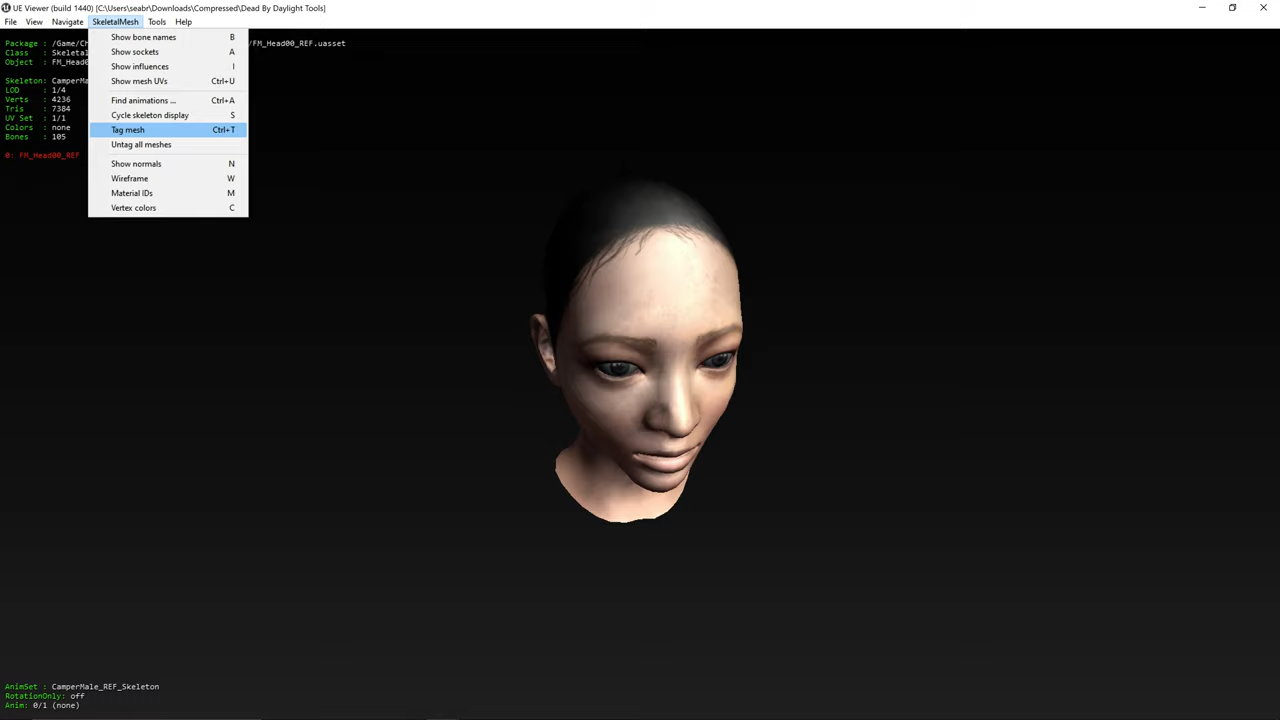 UE Viewer (build 1440) [C:\Users\seabr\Downloads\Compressed\Dead By Daylight Tools]
File View Navigate SkeletalMesh Tools Help
Package : /Game/Ch /FM_Head00_REF.uasset
Class : Skeletal
Object : FM_Head0
Skeleton: CamperMa
LOD : 1/4
Verts : 4236
Tris : 7384
UV Set : 1/1
Colors : none
Bones : 105
0: FM_Head00_REF
Show bone names B
Show sockets A
Show influences I
Show mesh UVs Ctrl+U
Find animations ... Ctrl+A
Cycle skeleton display S
Tag mesh Ctrl+T
Untag all meshes
Show normals N
Wireframe W
Material IDs M
Vertex colors C
AnimSet : CamperMale_REF_Skeleton
RotationOnly: off
Anim: 0/1 (none)